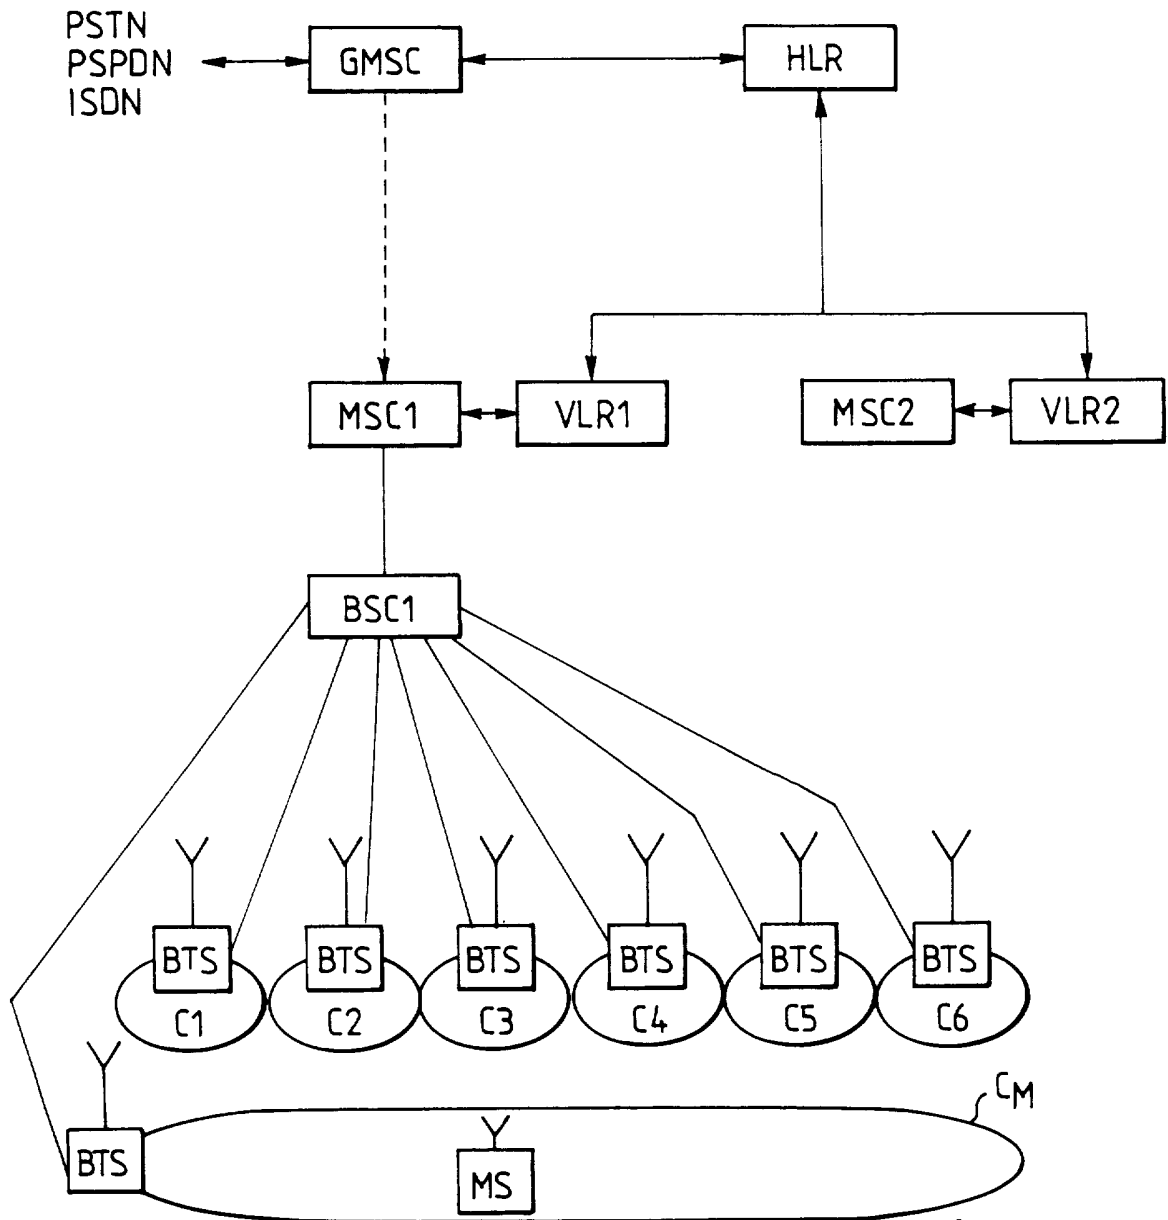 PSTN
PSPDN
ISDN
GMSC
HLR
MSC1
VLR1
MSC2
VLR2
BSC1
BTS
BTS
BTS
BTS
BTS
BTS
C1
C2
C3
C4
C5
C6
CM
BTS
MS